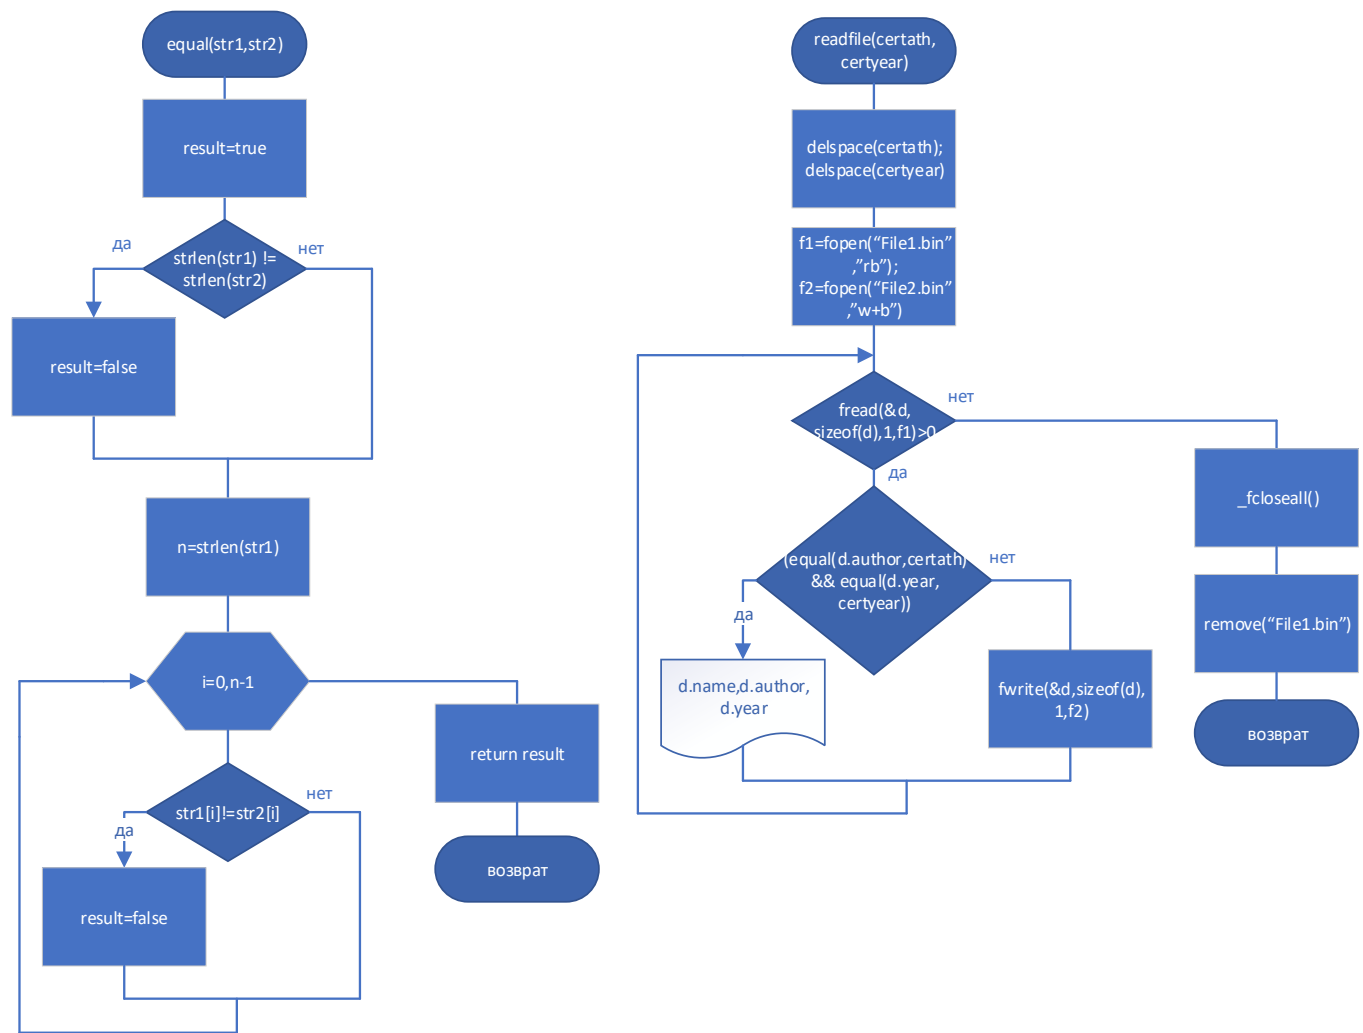 equal(str1,str2)
result=true
strlen(str1) !=
strlen(str2)
да
нет
result=false
n=strlen(str1)
i=0,n-1
return result
возврат
str1[i]!=str2[i]
да
нет
result=false
readfile(certath,
certyear)
delspace(certath);
delspace(certyear)
f1=fopen(“File1.bin”
,”rb”);
f2=fopen(“File2.bin”
,”w+b”)
fread(&d,
sizeof(d),1,f1)>0
нет
да
(equal(d.author,certath)
&& equal(d.year,
certyear))
да
нет
d.name,d.author,
d.year
fwrite(&d,sizeof(d),
1,f2)
_fcloseall()
remove(“File1.bin”)
возврат